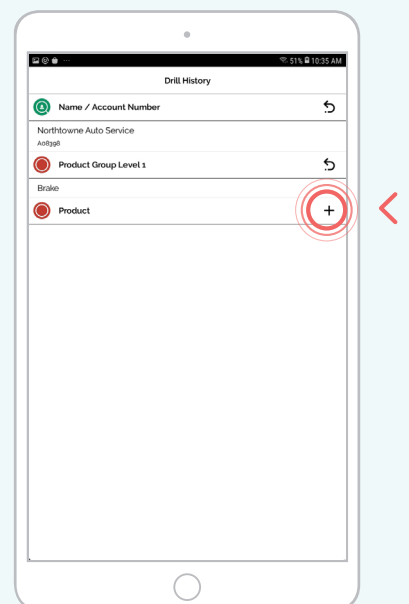 51% 10:35 AM
Drill History
Name / Account Number
Northtowne Auto Service
A08398
Product Group Level 1
Brake
Product